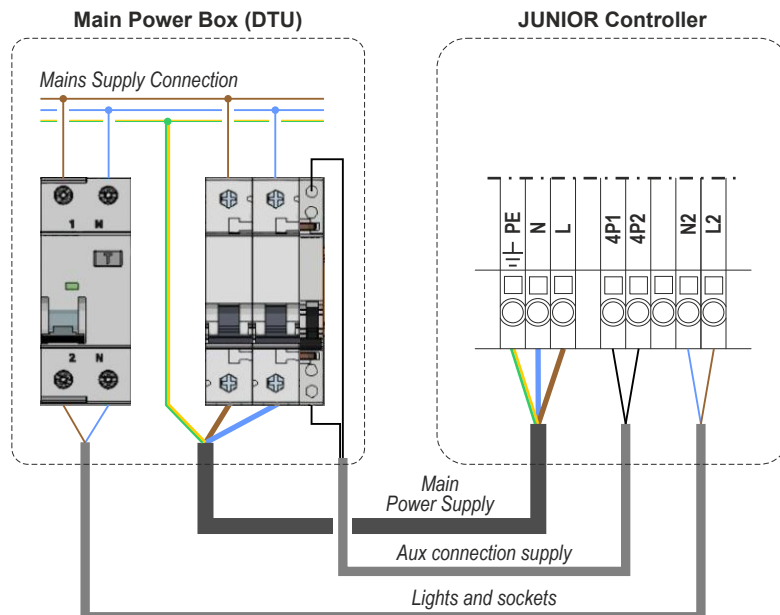 Main Power Box (DTU)
JUNIOR Controller
Mains Supply Connection
1 N
T
2 N
PE
N
L
4P1
4P2
N2
L2
Main
Power Supply
Aux connection supply
Lights and sockets